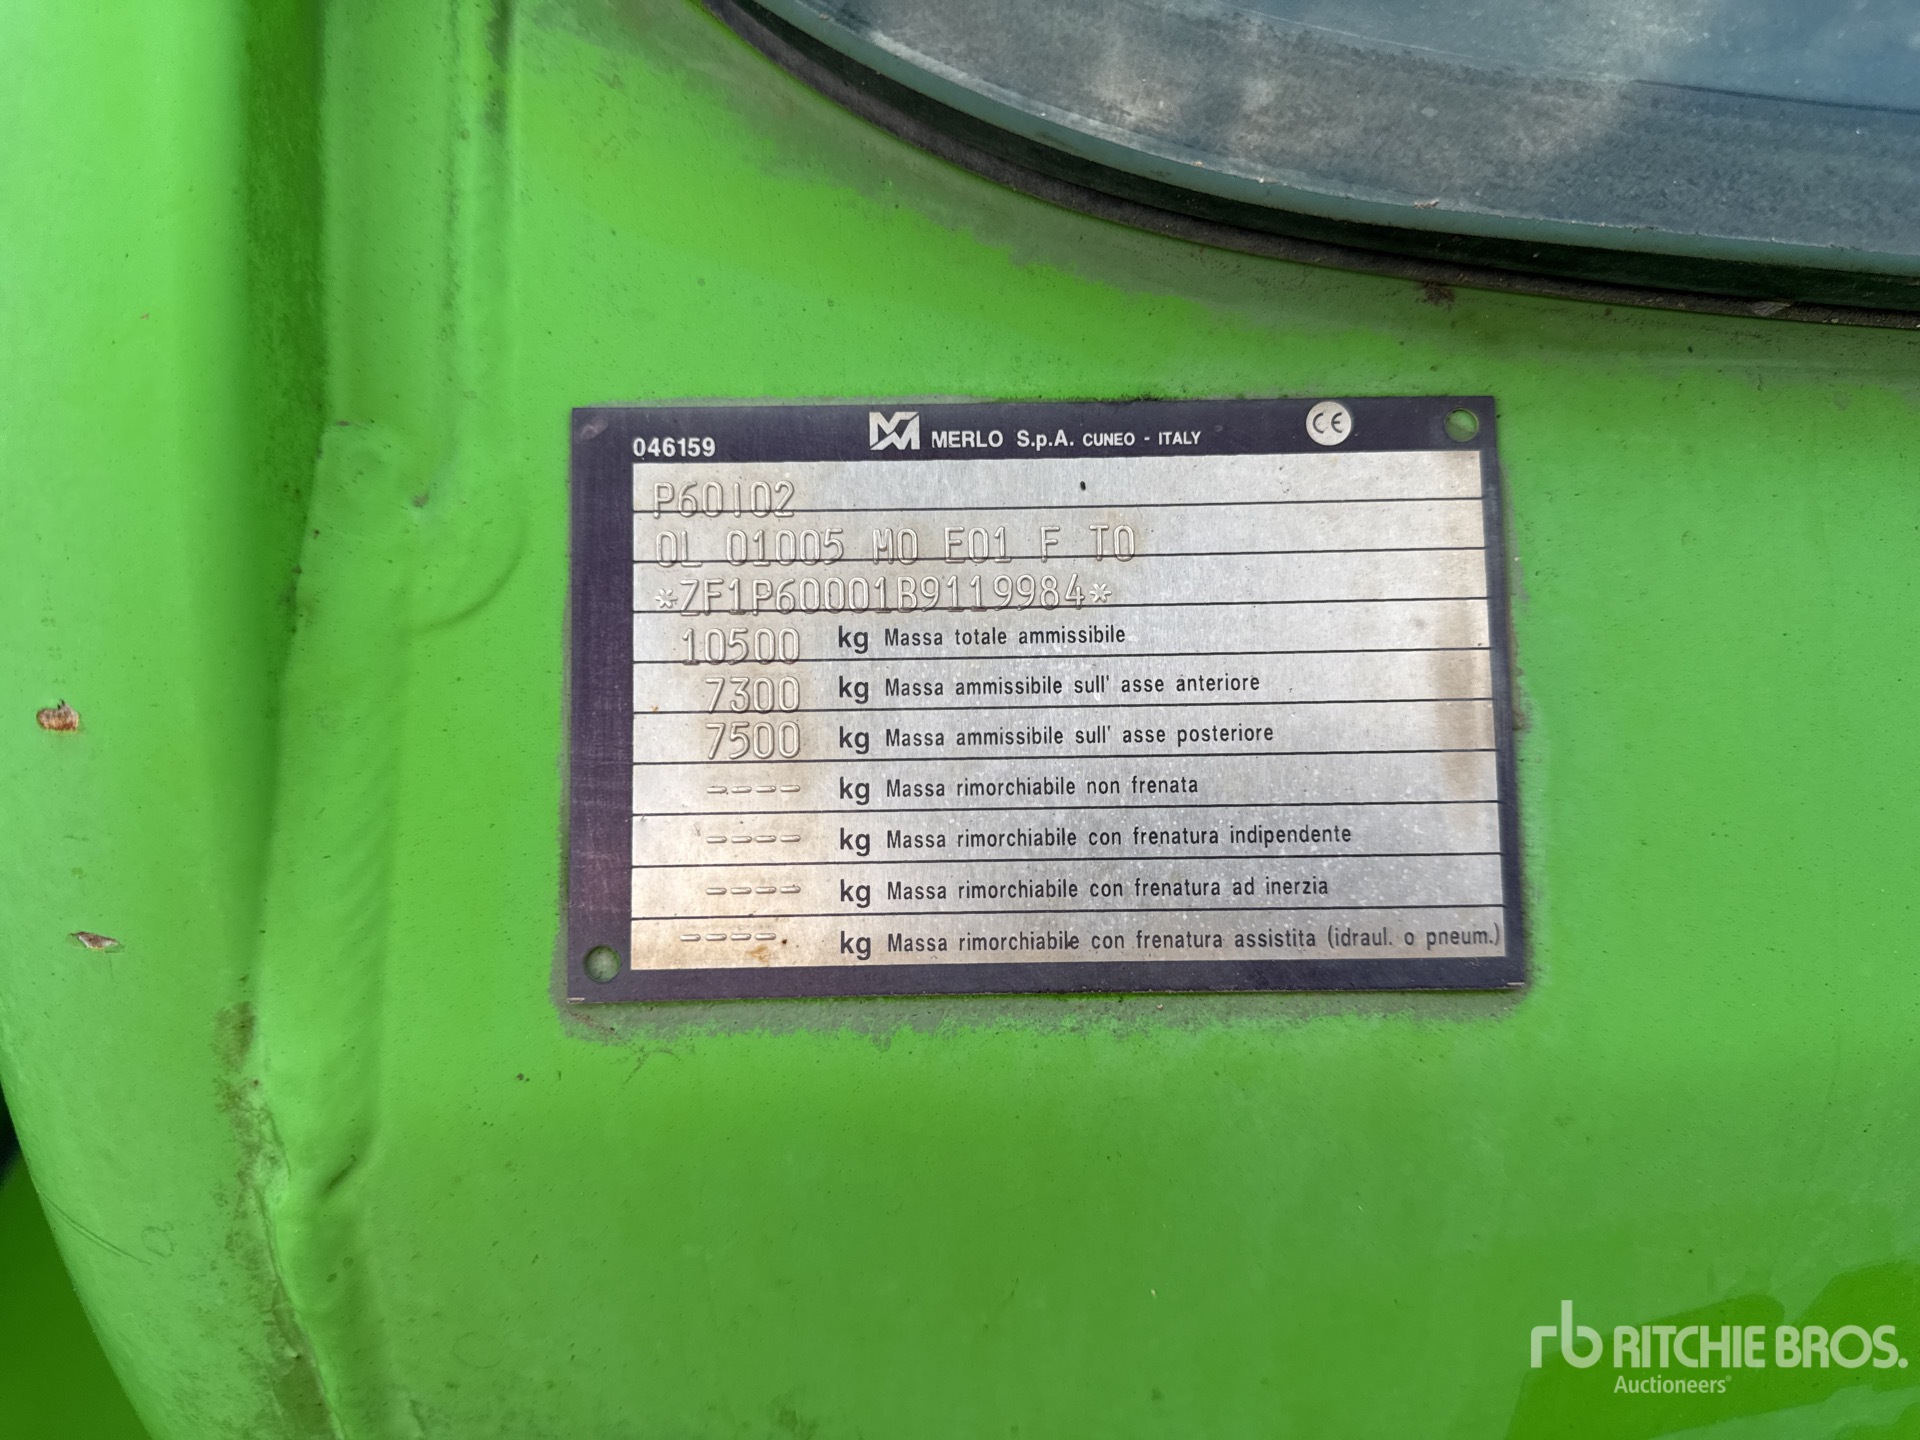 046159 MERLO S.p.A. CUNEO - ITALY CE
P60102
OL 01005 MO E01 F TO
*ZF1P60001B9119984*
10500 kg Massa totale ammissibile
7300 kg Massa ammissibile sull' asse anteriore
7500 kg Massa ammissibile sull' asse posteriore
---- kg Massa rimorchiabile non frenata
---- kg Massa rimorchiabile con frenatura indipendente
---- kg Massa rimorchiabile con frenatura ad inerzia
---- kg Massa rimorchiabile con frenatura assistita (idraul. o pneum.)
rb RITCHIE BROS.
Auctioneers®